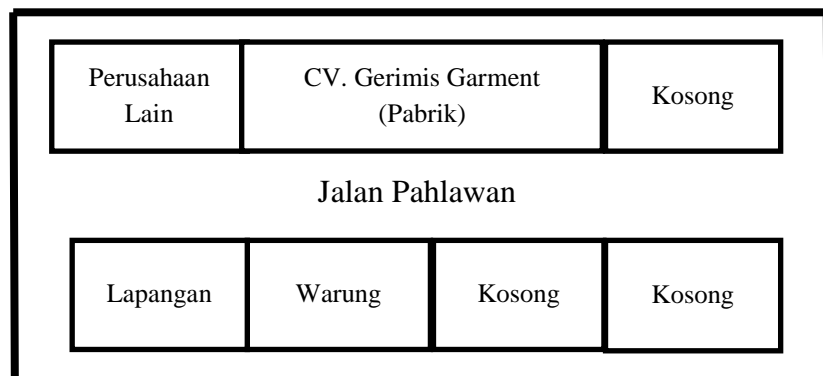 Perusahaan
Lain
CV. Gerimis Garment
(Pabrik)
Kosong
Jalan Pahlawan
Lapangan
Warung
Kosong
Kosong